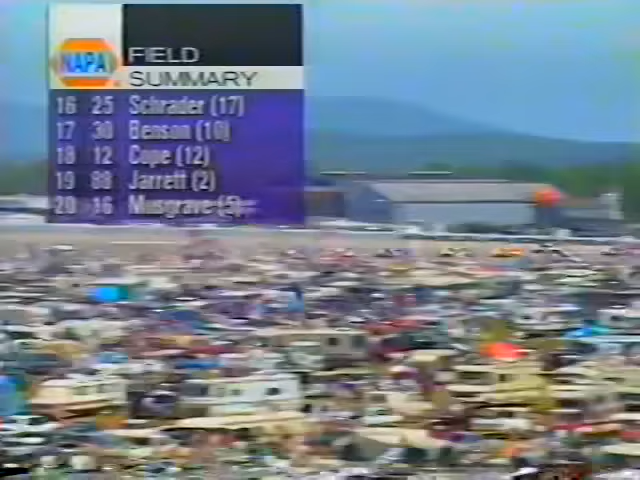 NAPA
FIELD
SUMMARY
16 25 Schrader (17)
17 30 Benson (10)
18 12 Cope (12)
19 88 Jarrett (2)
20 16 Musgrave (5)